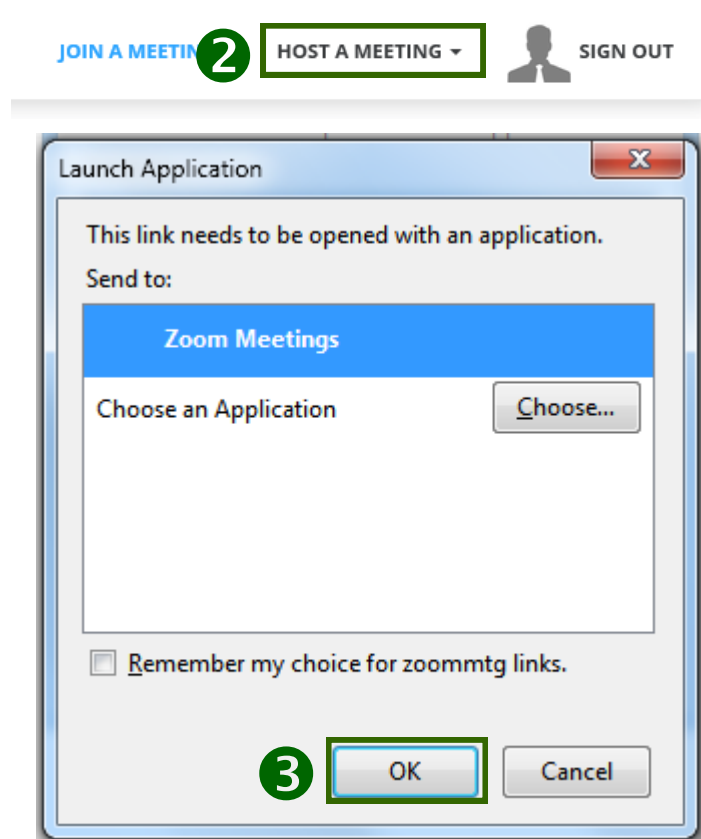 JOIN A MEETIN 2 HOST A MEETING SIGN OUT
Launch Application
This link needs to be opened with an application.
Send to:
Zoom Meetings
Choose an Application Choose...
Remember my choice for zoommtg links.
3 OK Cancel